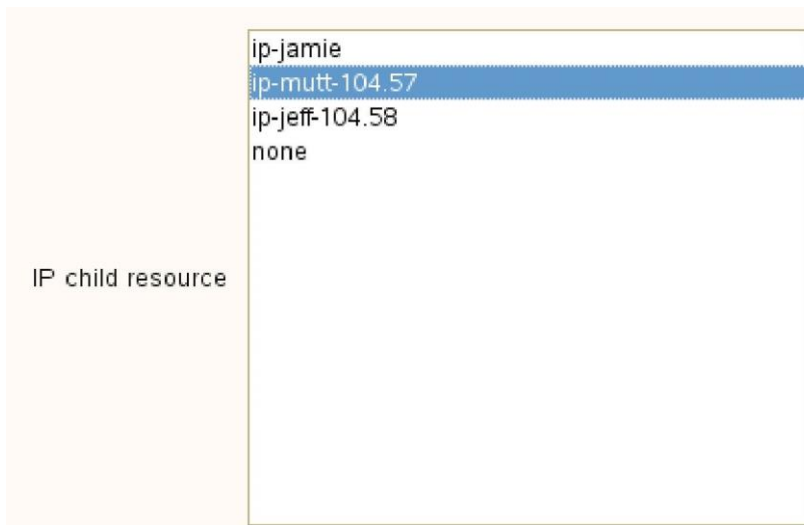 ip-jamie
ip-mutt-104.57
ip-jeff-104.58
none
IP child resource